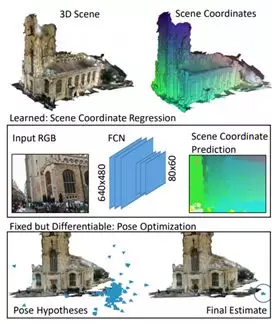 3D Scene
Scene Coordinates
Learned: Scene Coordinate Regression
Input RGB
FCN
Scene Coordinate
Prediction
640x480
80x60
Fixed but Differentiable: Pose Optimization
Pose Hypotheses
Final Estimate